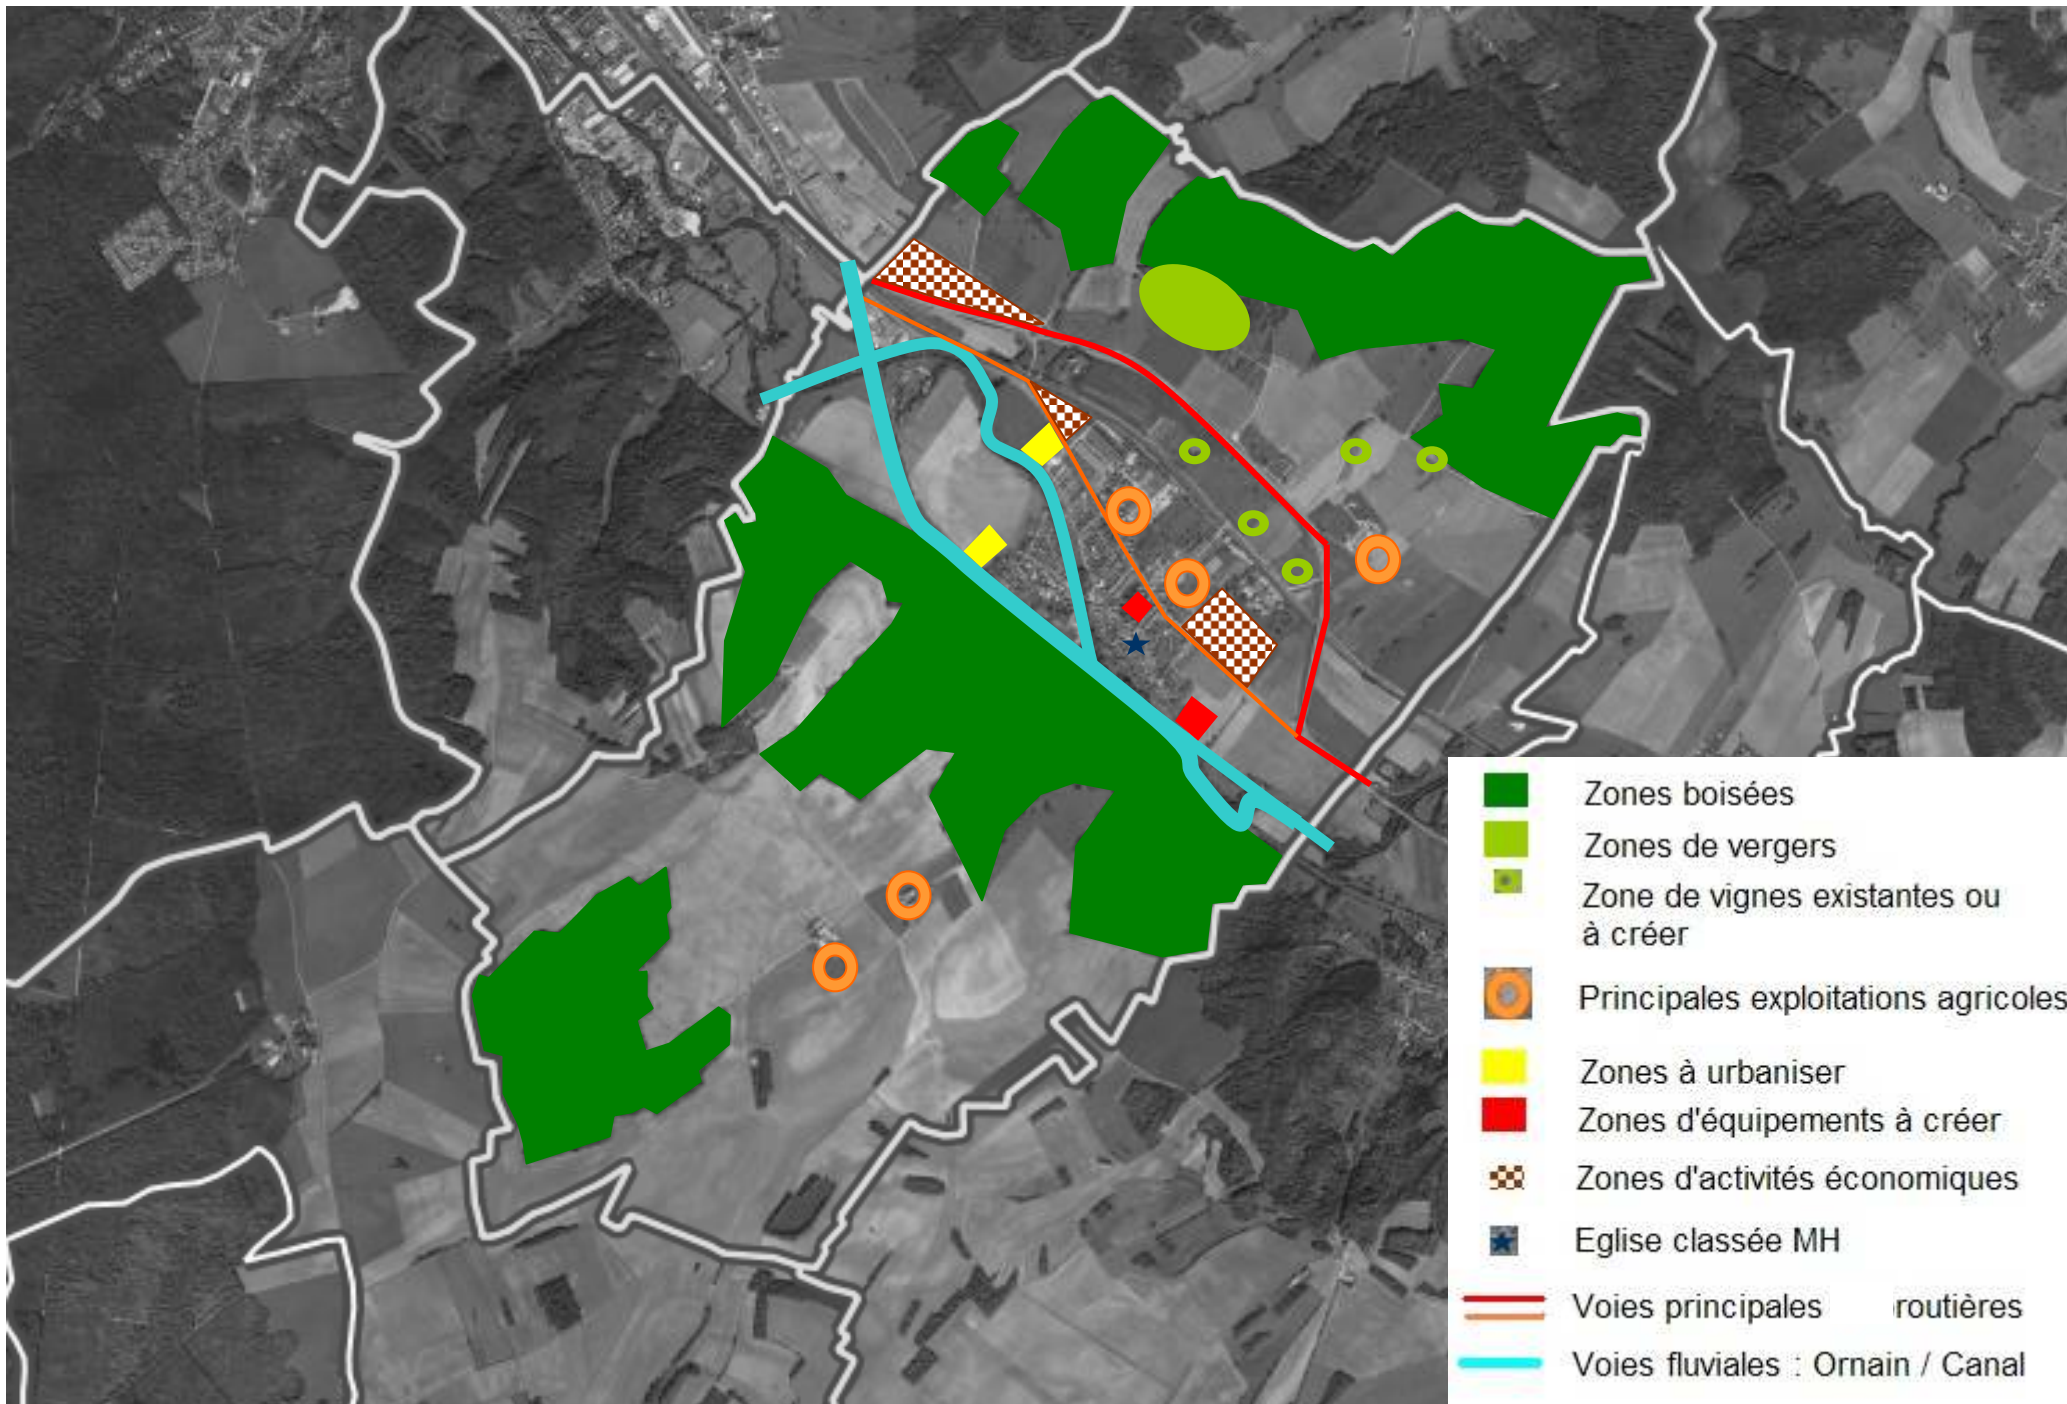 Zones boisées
Zones de vergers
Zone de vignes existantes ou
à créer
Principales exploitations agricoles
Zones à urbaniser
Zones d'équipements à créer
Zones d'activités économiques
Eglise classée MH
Voies principales routières
Voies fluviales : Ornain / Canal